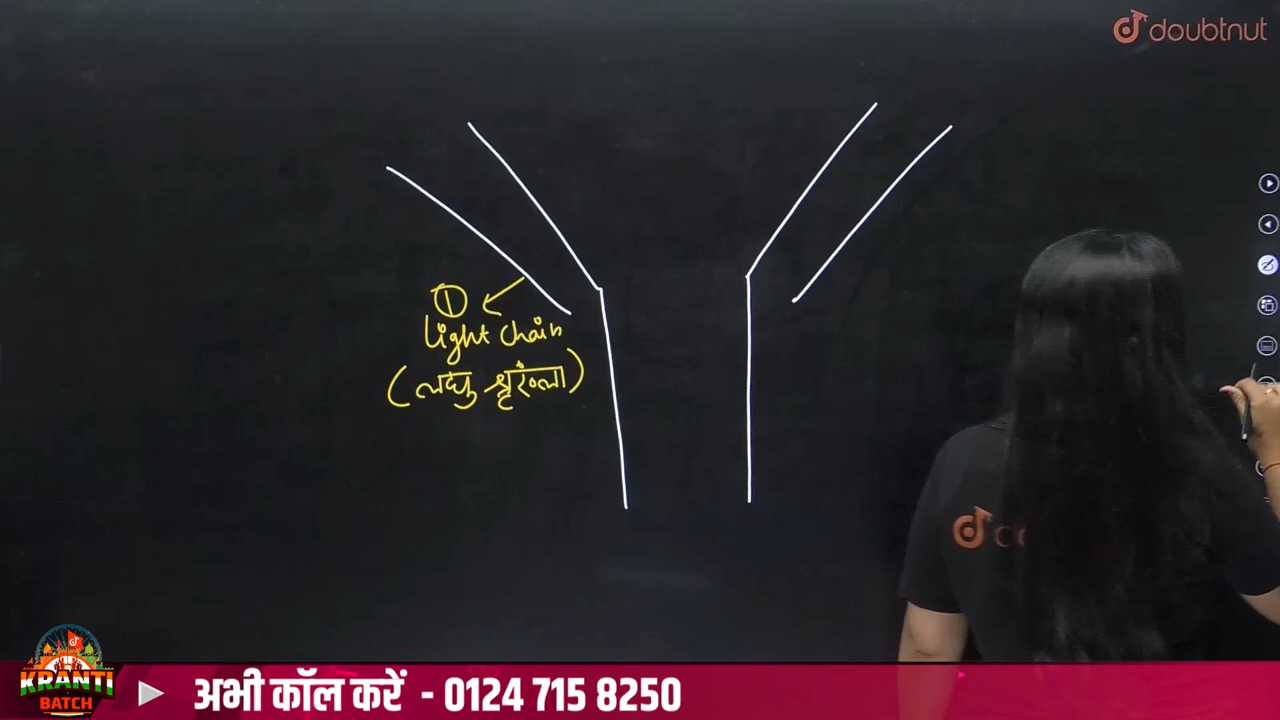 doubtnut
①
Light chain
(लघु श्रृंखला)
KRANTI
BATCH
अभी कॉल करें - 0124 715 8250